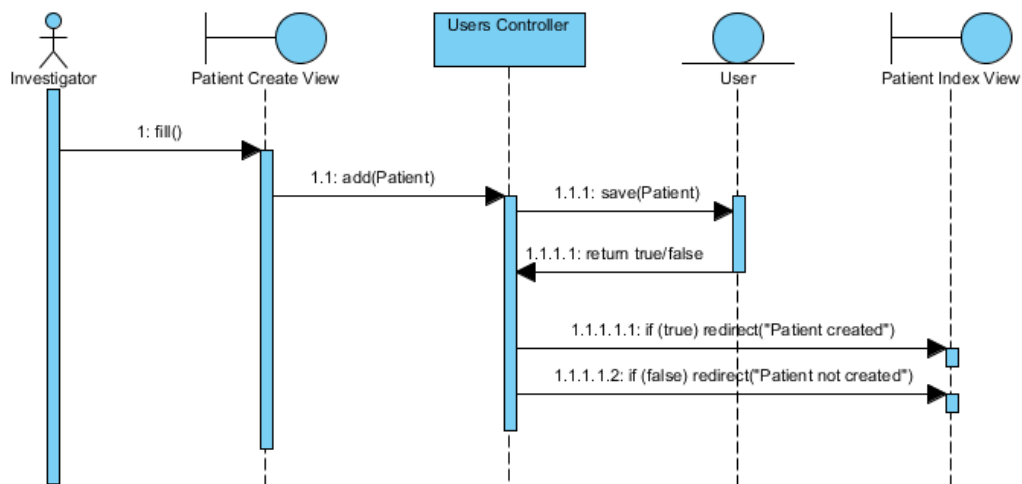 Users Controller
Investigator
Patient Create View
User
Patient Index View
1: fill()
1.1: add(Patient)
1.1.1: save(Patient)
1.1.1.1: return true/false
1.1.1.1.1: if (true) redirect("Patient created")
1.1.1.1.2: if (false) redirect("Patient not created")